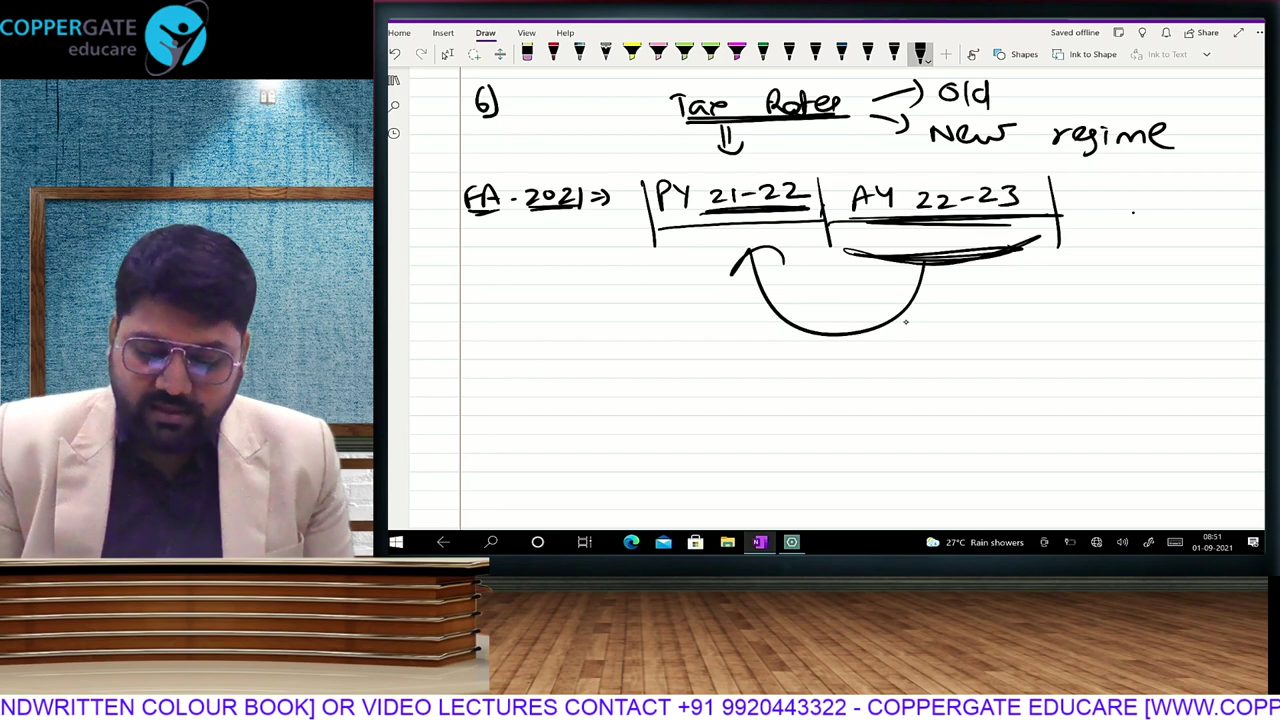 COPPERGATE
educare
Home Insert Draw View Help
Saved offline
Share
Shapes
Ink to Shape
Ink to Text
6) Tax Rates → Old
→ New regime
FA - 2021 ⇒ PY 21-22 AY 22-23
27°C Rain showers
08:51
01-09-2021
NDWRITTEN COLOUR BOOK] OR VIDEO LECTURES CONTACT +91 9920443322 - COPPERGATE EDUCARE [WWW.COPP